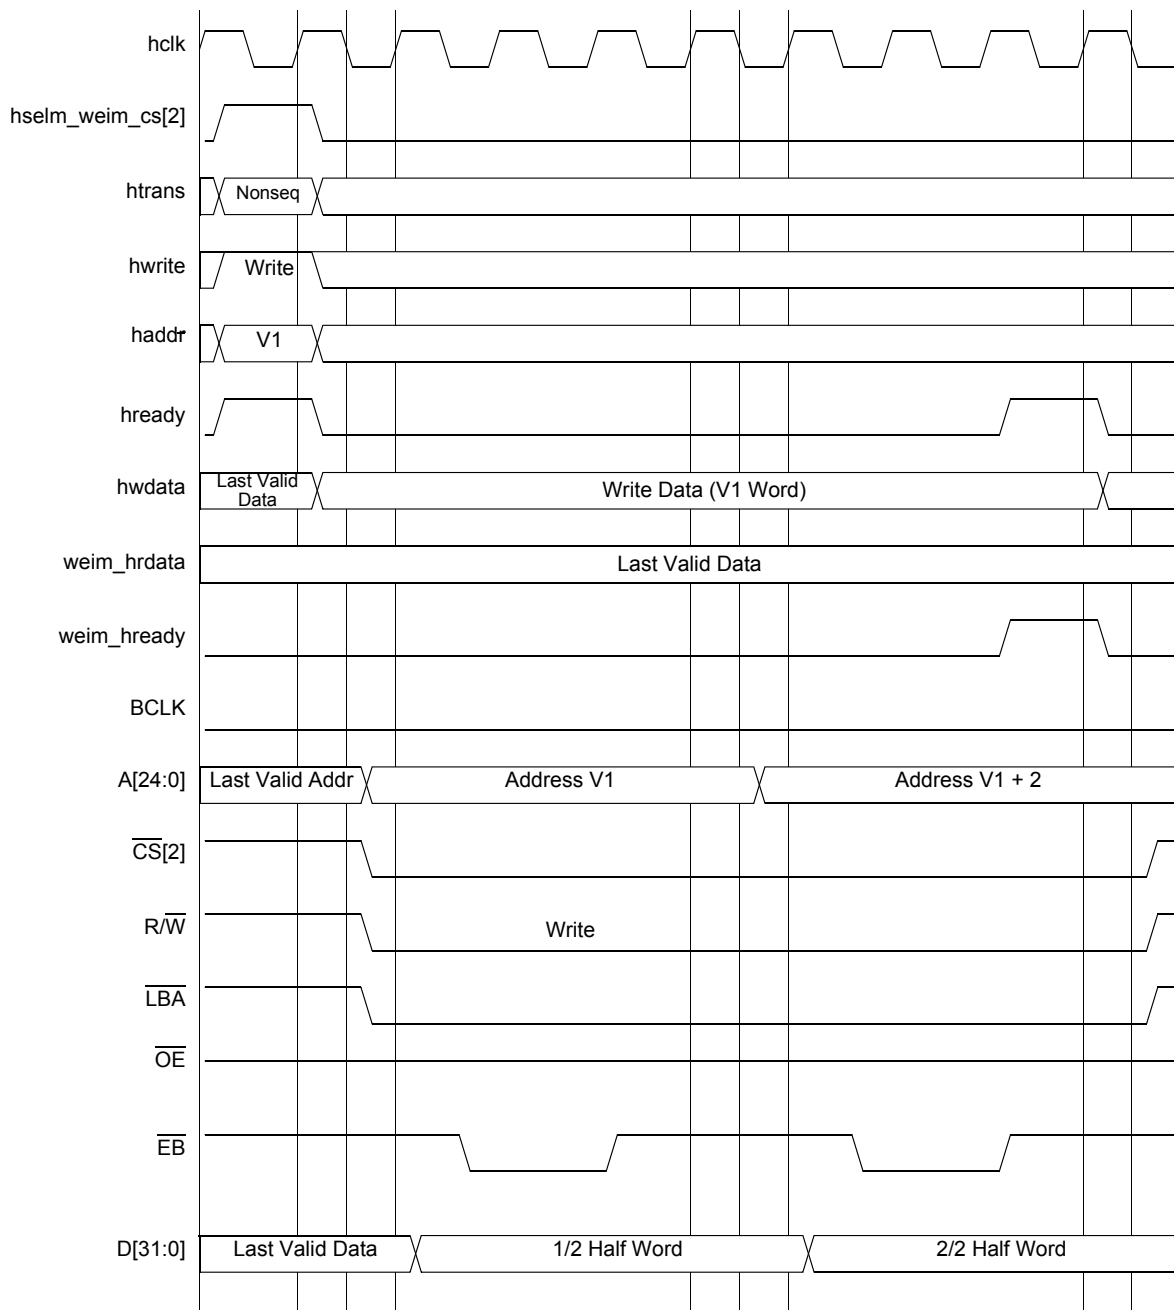 hclk
hselm_weim_cs[2]
htrans
Nonseq
hwrite
Write
haddr
V1
hready
hwdata
Last Valid
Data
Write Data (V1 Word)
weim_hrdata
Last Valid Data
weim_hready
BCLK
A[24:0]
Last Valid Addr
Address V1
Address V1 + 2
CS[2]
R/W
Write
LBA
OE
EB
D[31:0]
Last Valid Data
1/2 Half Word
2/2 Half Word